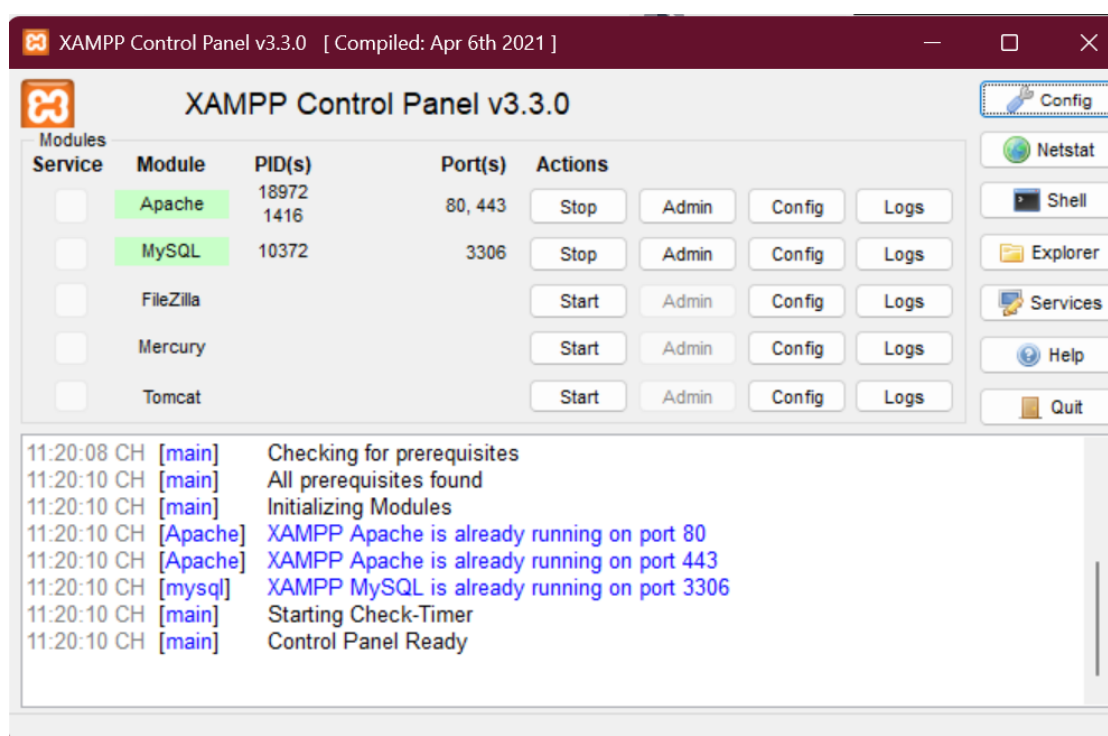 XAMPP Control Panel v3.3.0 [ Compiled: Apr 6th 2021 ]
XAMPP Control Panel v3.3.0
Config
Netstat
Shell
Explorer
Services
Help
Quit
Modules
Service Module PID(s) Port(s) Actions
Apache 18972 1416 80, 443 Stop Admin Config Logs
MySQL 10372 3306 Stop Admin Config Logs
FileZilla Start Admin Config Logs
Mercury Start Admin Config Logs
Tomcat Start Admin Config Logs
11:20:08 CH [main] Checking for prerequisites
11:20:10 CH [main] All prerequisites found
11:20:10 CH [main] Initializing Modules
11:20:10 CH [Apache] XAMPP Apache is already running on port 80
11:20:10 CH [Apache] XAMPP Apache is already running on port 443
11:20:10 CH [mysql] XAMPP MySQL is already running on port 3306
11:20:10 CH [main] Starting Check-Timer
11:20:10 CH [main] Control Panel Ready